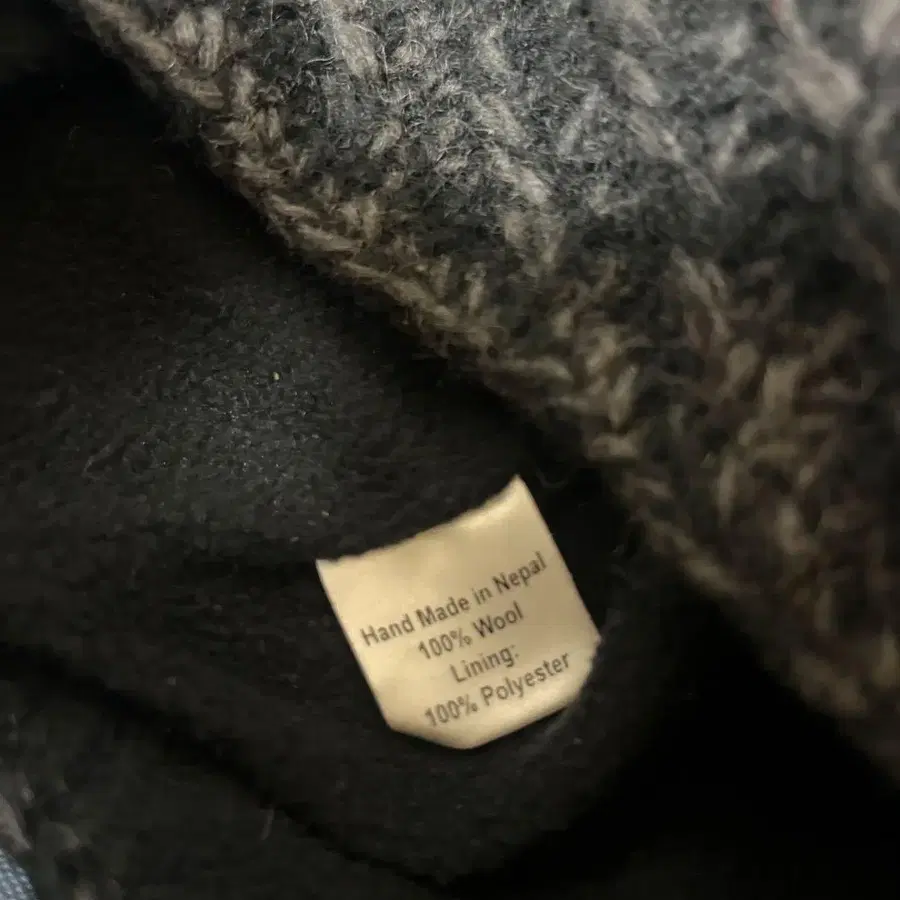 Hand Made in Nepal
100% Wool
Lining:
100% Polyester